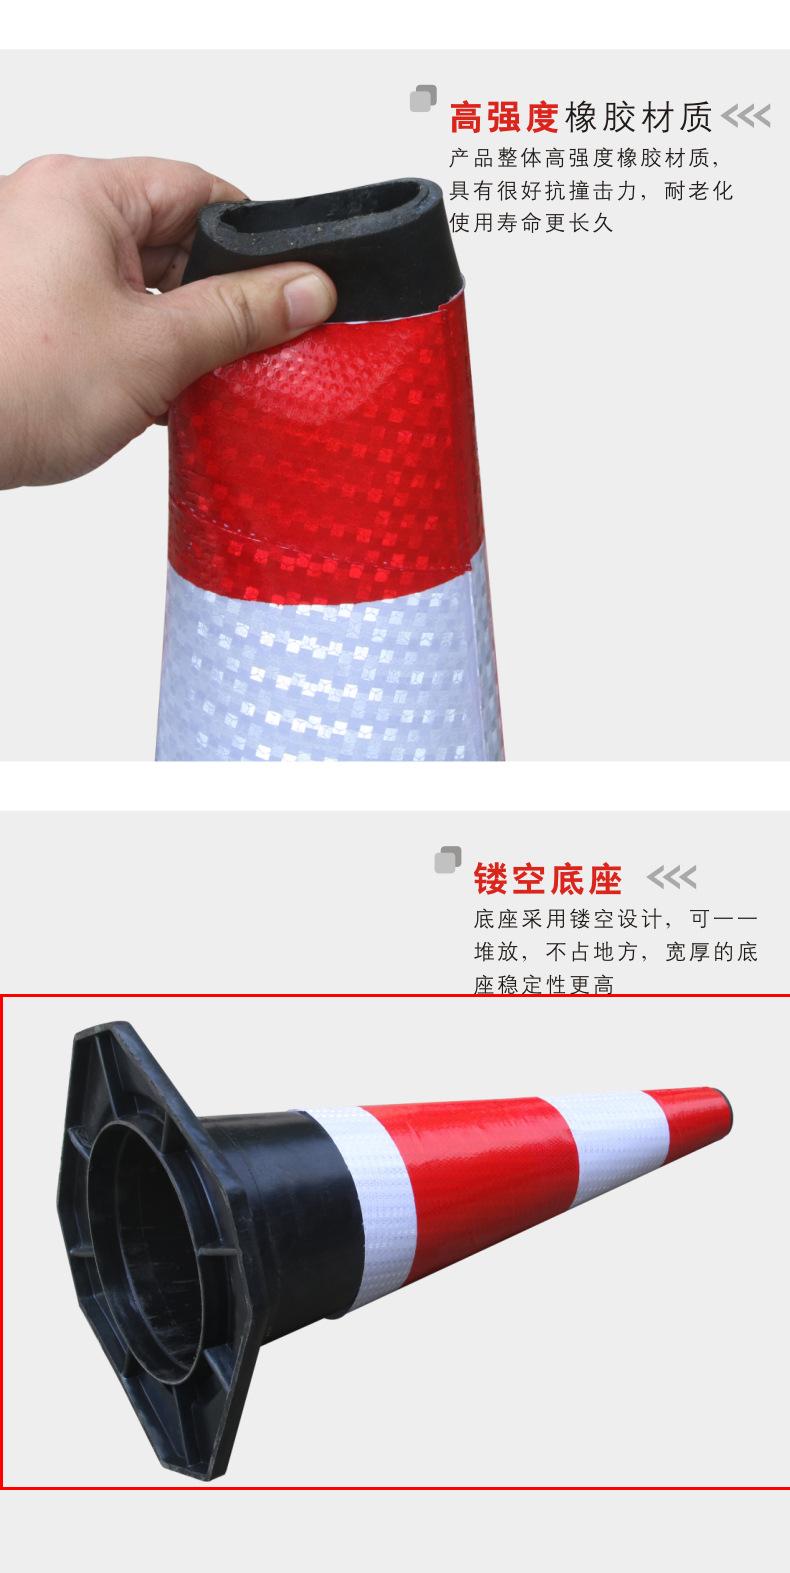 高强度橡胶材质
产品整体高强度橡胶材质，
具有很好抗撞击力，耐老化
使用寿命更长久
镂空底座
底座采用镂空设计，可一一
堆放，不占地方，宽厚的底
座稳定性更高